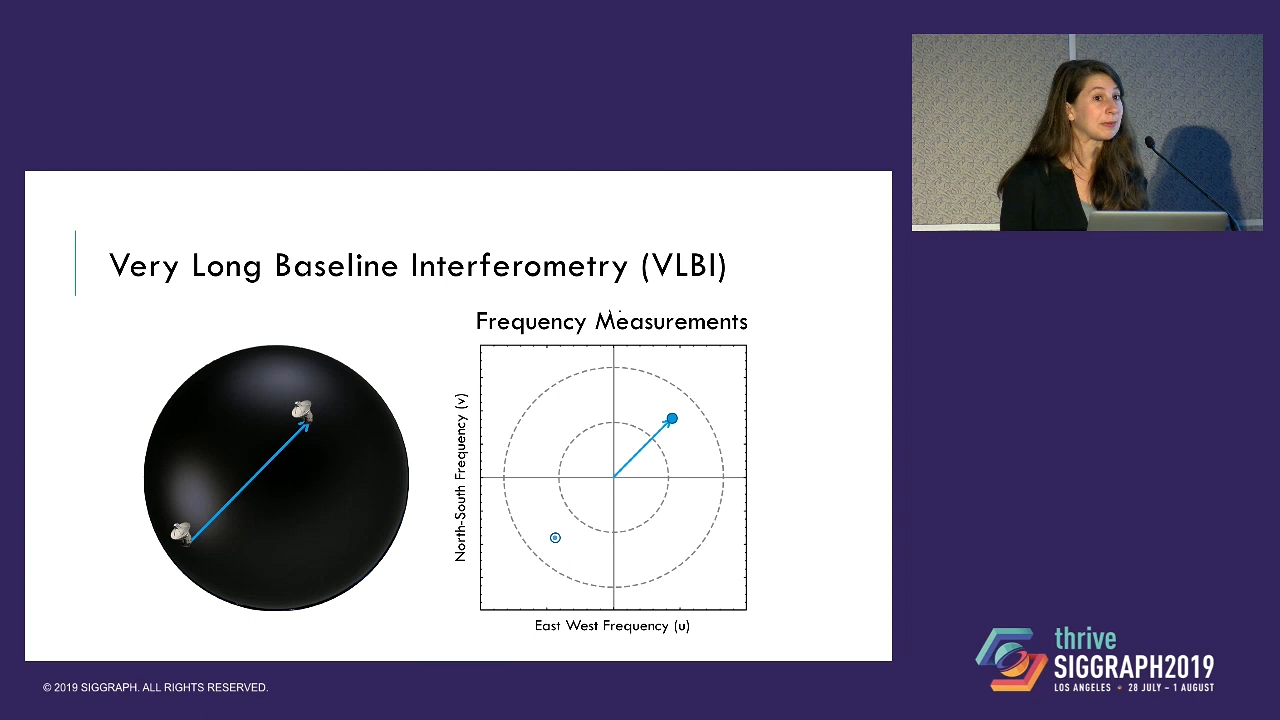 Very Long Baseline Interferometry (VLBI)
Frequency Measurements
North-South Frequency (v)
East West Frequency (u)
thrive
SIGGRAPH2019
LOS ANGELES • 28 JULY – 1 AUGUST
© 2019 SIGGRAPH. ALL RIGHTS RESERVED.